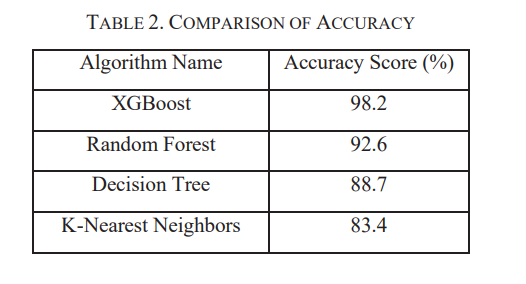 TABLE 2. COMPARISON OF ACCURACY
Algorithm Name Accuracy Score (%)
XGBoost 98.2
Random Forest 92.6
Decision Tree 88.7
K-Nearest Neighbors 83.4